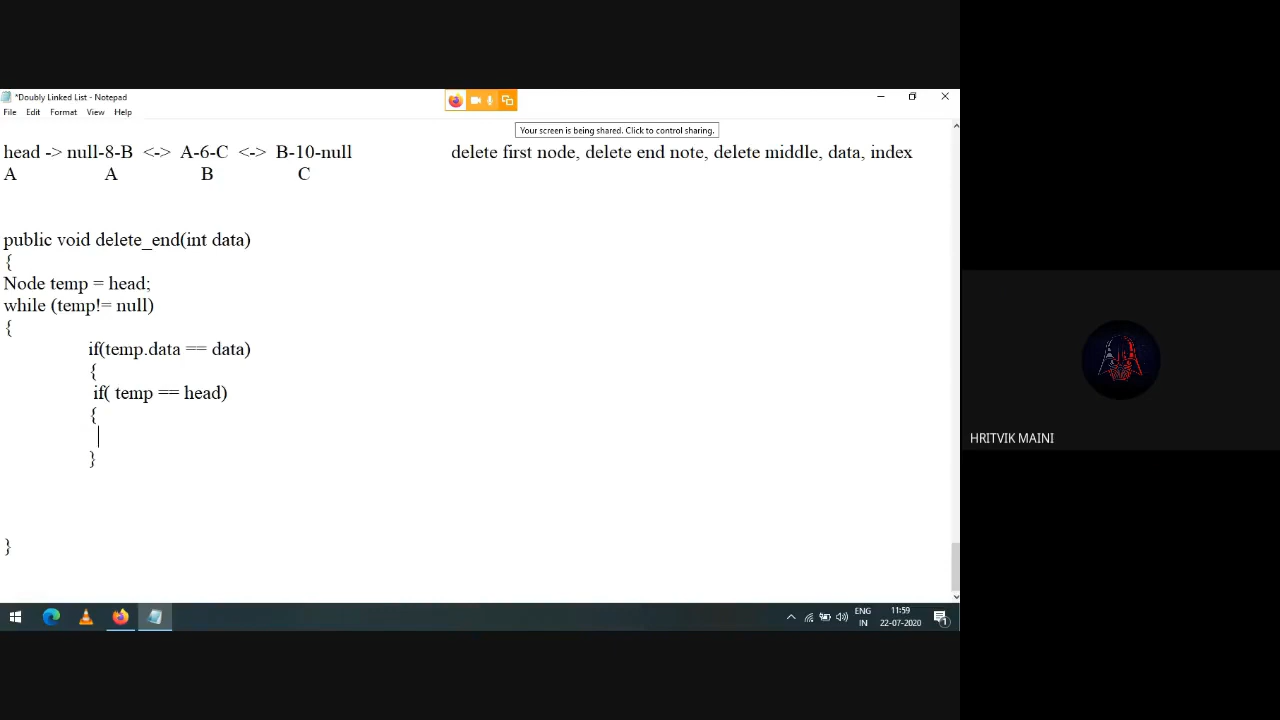 *Doubly Linked List - Notepad
File Edit Format View Help
Your screen is being shared. Click to control sharing.
head -> null-8-B <-> A-6-C <-> B-10-null delete first node, delete end note, delete middle, data, index
A A B C
public void delete_end(int data)
{
Node temp = head;
while (temp!= null)
{
if(temp.data == data)
{
if( temp == head)
{
}
}
HRITVIK MAINI
ENG 11:59
IN 22-07-2020
1